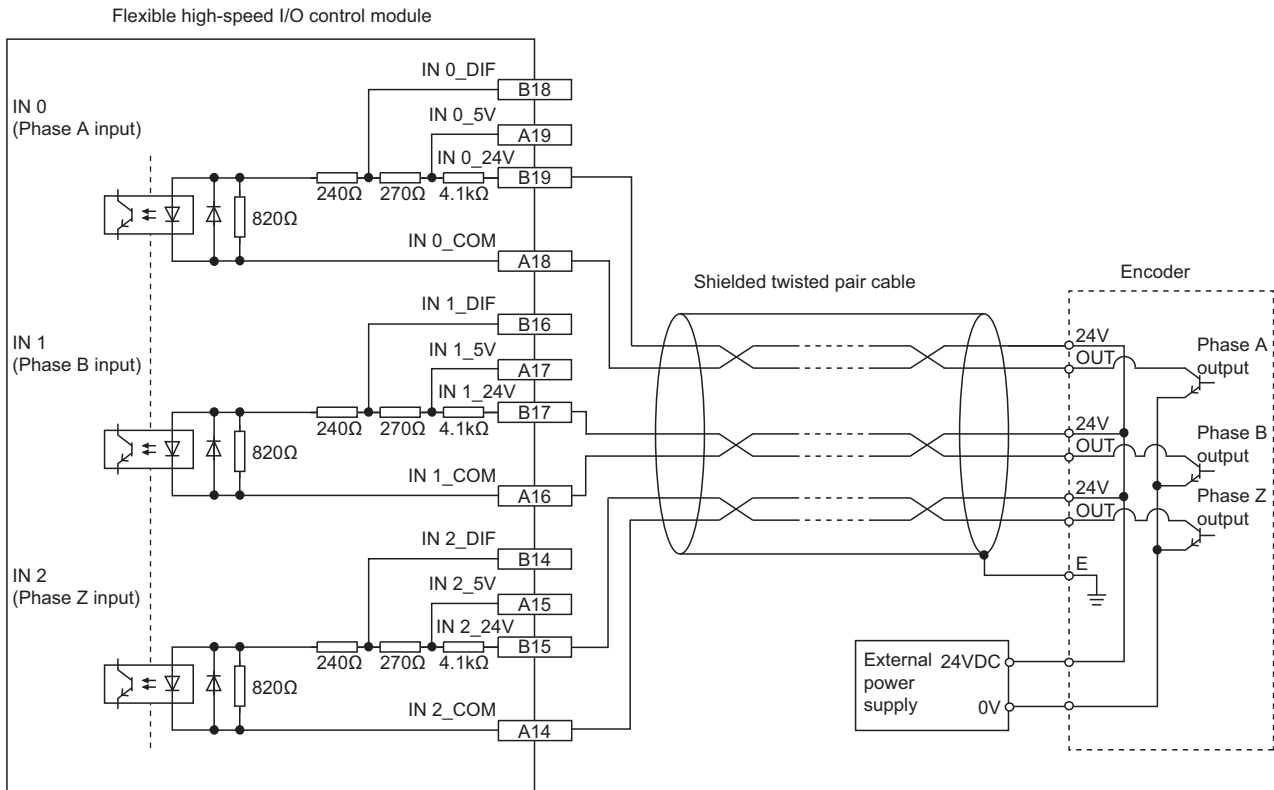 Flexible high-speed I/O control module
IN 0
(Phase A input)
IN 0_DIF
B18
IN 0_5V
A19
IN 0_24V
B19
240Ω
270Ω
4.1kΩ
820Ω
IN 0_COM
A18
IN 1
(Phase B input)
IN 1_DIF
B16
IN 1_5V
A17
IN 1_24V
B17
240Ω
270Ω
4.1kΩ
820Ω
IN 1_COM
A16
IN 2
(Phase Z input)
IN 2_DIF
B14
IN 2_5V
A15
IN 2_24V
B15
240Ω
270Ω
4.1kΩ
820Ω
IN 2_COM
A14
Shielded twisted pair cable
Encoder
24V
OUT
Phase A
output
24V
OUT
Phase B
output
24V
OUT
Phase Z
output
E
External
power
supply
24VDC
0V